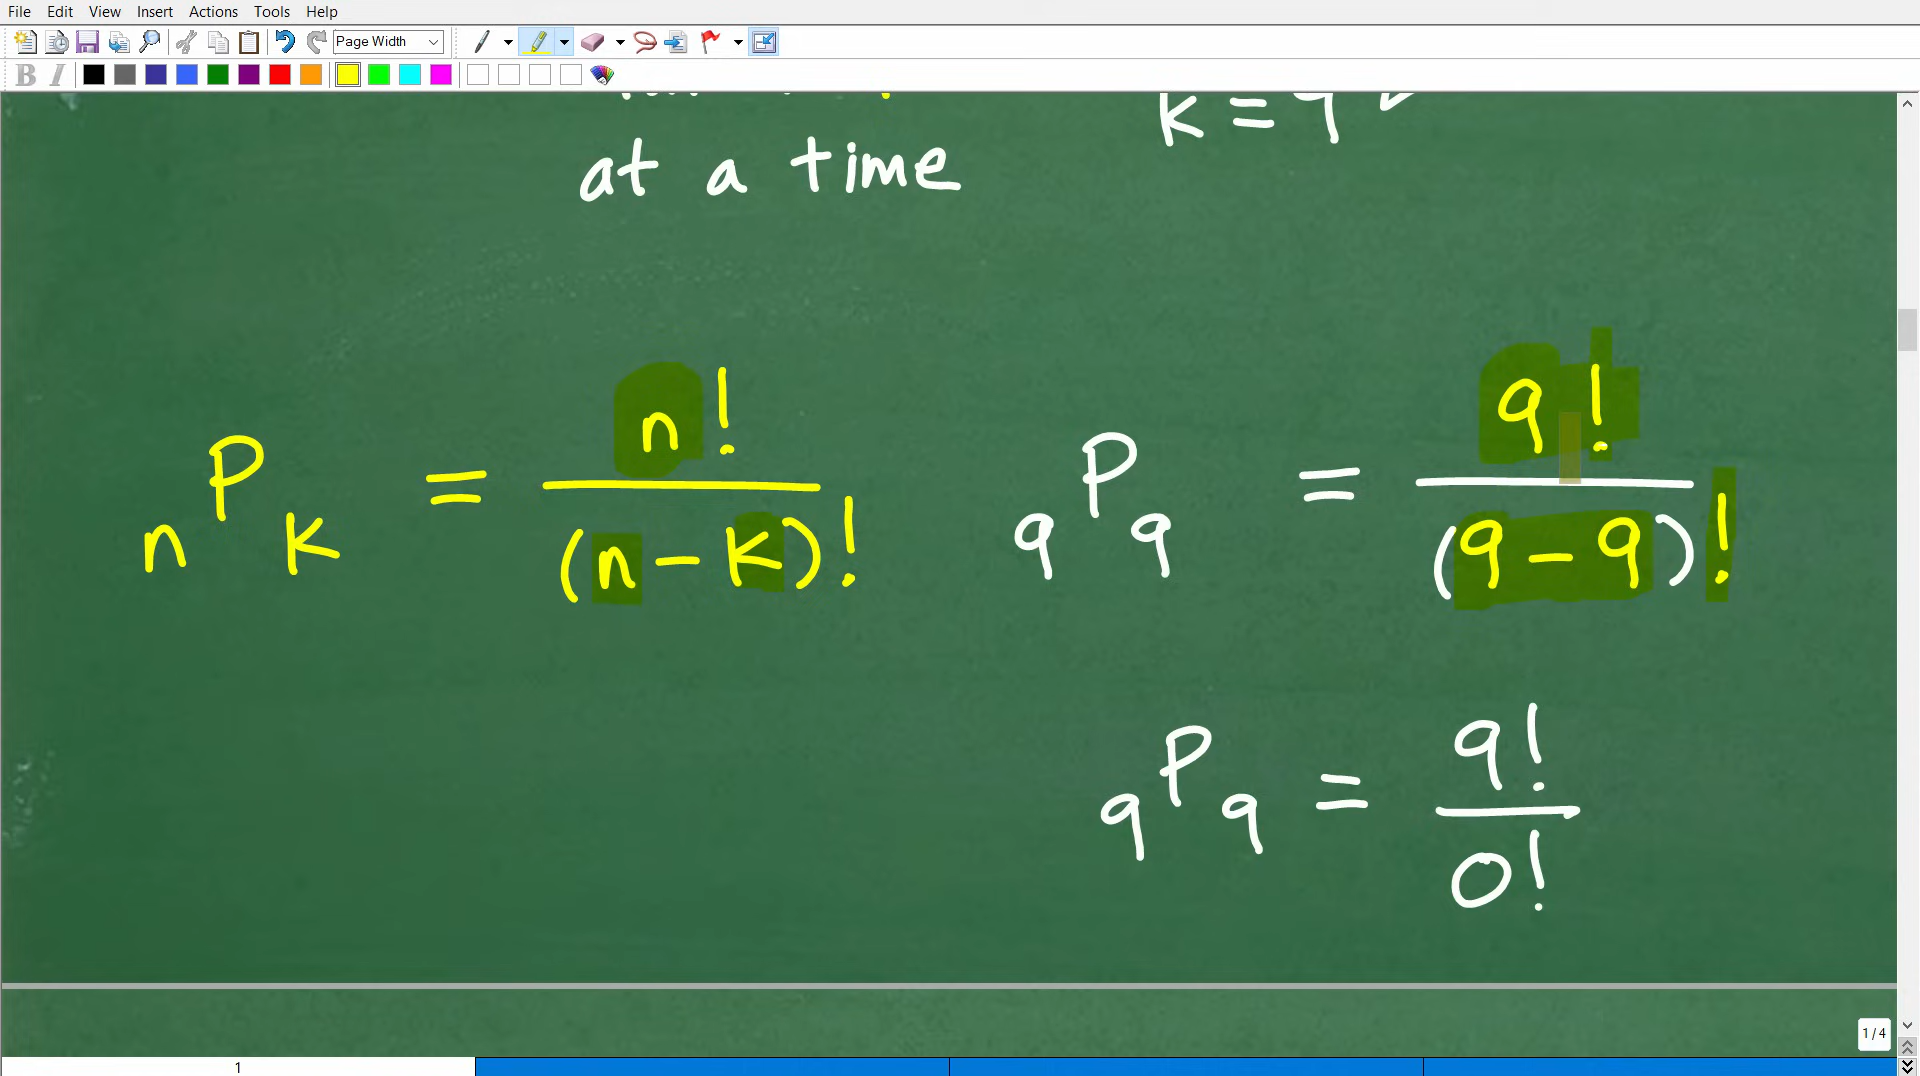 File Edit View Insert Actions Tools Help
Page Width
B I
k = 9
at a time
nPk = n! / (n - k)!
9P9 = 9! / (9 - 9)!
9P9 = 9! / 0!
1 / 4
1